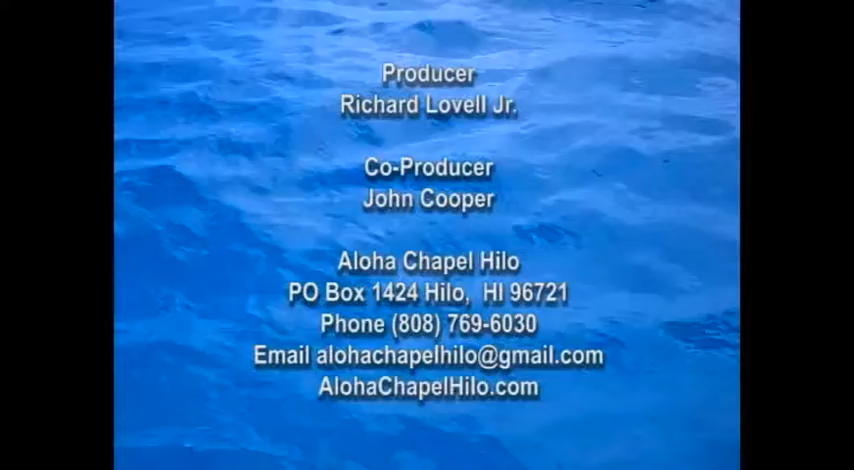 Producer
Richard Lovell Jr.
Co-Producer
John Cooper
Aloha Chapel Hilo
PO Box 1424 Hilo, HI 96721
Phone (808) 769-6030
Email alohachapelhilo@gmail.com
AlohaChapelHilo.com